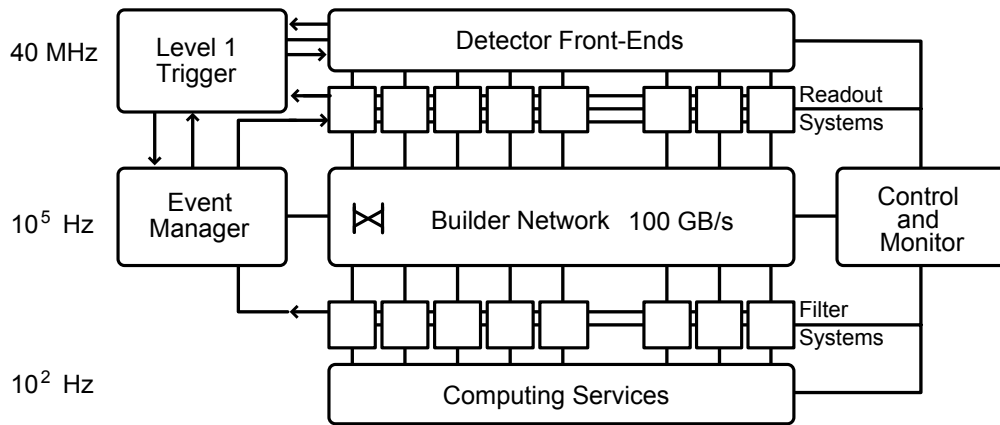 40 MHz
Level 1
Trigger
Detector Front-Ends
Readout
Systems
10⁵ Hz
Event
Manager
Builder Network 100 GB/s
Control
and
Monitor
Filter
Systems
10² Hz
Computing Services